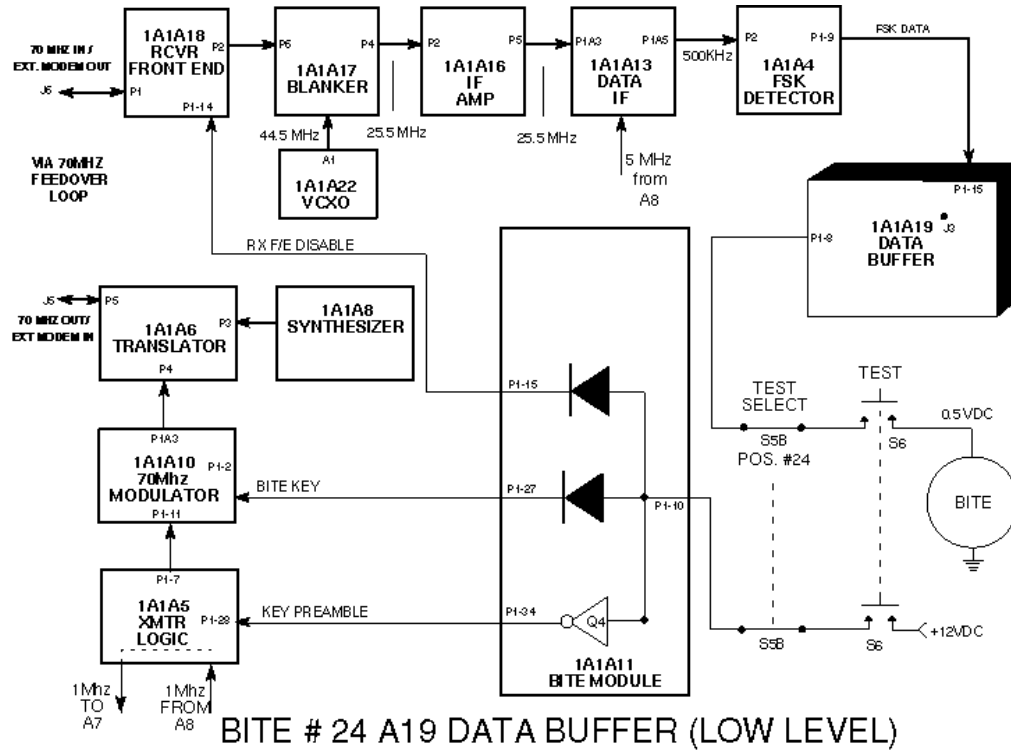 70 MHZ IN/
EXT. MODEM OUT
J6
P1
1A1A18
RCVR
FRONT END
P2
P1-14
P6
1A1A17
BLANKER
P4
P2
1A1A16
IF
AMP
P5
P1A3
1A1A13
DATA
IF
P1A5
500KHz
P2
1A1A4
FSK
DETECTOR
P1-9
FSK DATA
44.5 MHz
25.5 MHz
25.5 MHz
5 MHz
from
A8
A1
1A1A22
VCXO
VIA 70MHZ
FEEDOVER
LOOP
P1-15
1A1A19
DATA
BUFFER
J3
P1-8
RX F/E DISABLE
J5
70 MHZ OUT/
EXT MODEM IN
P5
1A1A6
TRANSLATOR
P3
P4
1A1A8
SYNTHESIZER
P1-15
TEST
SELECT
TEST
0.5 VDC
S5B
S6
POS. #24
BITE
P1A3
1A1A10
70Mhz
MODULATOR
P1-2
P1-11
BITE KEY
P1-27
P1-10
P1-7
1A1A5
XMTR
LOGIC
P1-28
KEY PREAMBLE
P1-34
Q4
1A1A11
BITE MODULE
S5B
S6
+12VDC
1Mhz
TO
A7
1Mhz
FROM
A8
BITE # 24 A19 DATA BUFFER (LOW LEVEL)